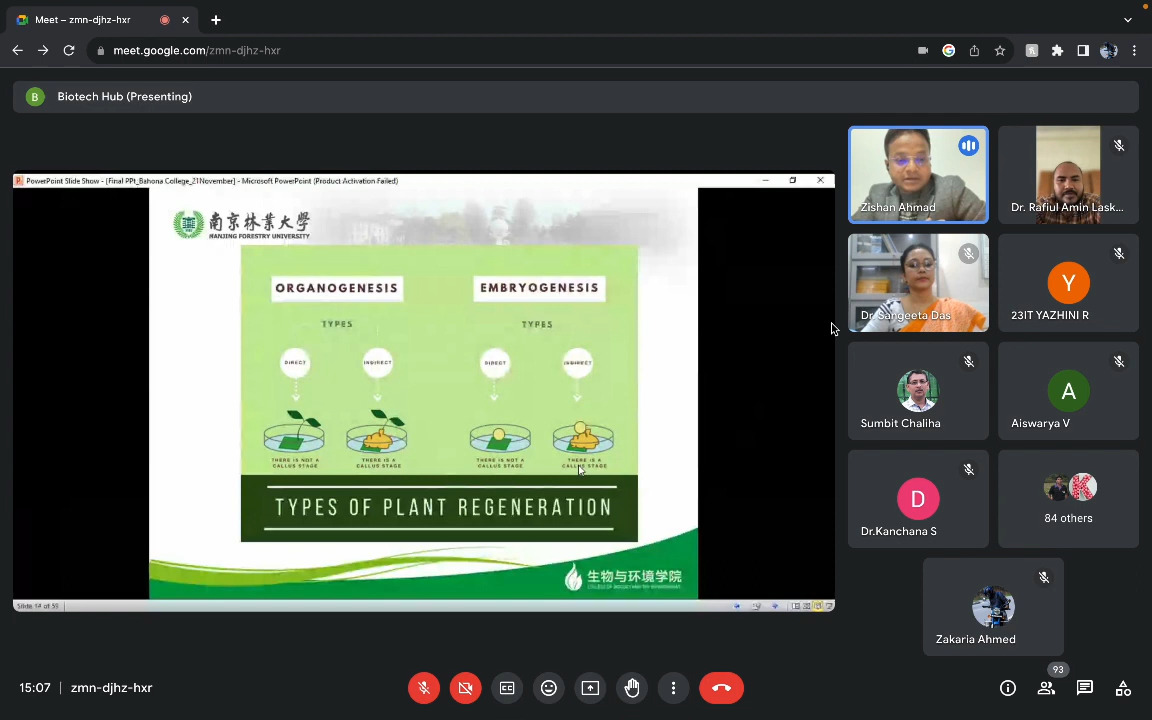 Meet – zmn-djhz-hxr
meet.google.com/zmn-djhz-hxr
B
Biotech Hub (Presenting)
PowerPoint Slide Show - [Final PPt_Bahona College_21November] - Microsoft PowerPoint (Product Activation Failed)
南京林業大學
NANJING FORESTRY UNIVERSITY
ORGANOGENESIS
EMBRYOGENESIS
TYPES
TYPES
DIRECT
INDIRECT
DIRECT
INDIRECT
THERE IS NOT A
CALLUS STAGE
THERE IS A
CALLUS STAGE
THERE IS NOT A
CALLUS STAGE
THERE IS A
CALLUS STAGE
TYPES OF PLANT REGENERATION
生物与环境学院
Slide 14 of 59
Zishan Ahmad
Dr. Rafiul Amin Lask...
Dr. Sangeeta Das
Y
23IT YAZHINI R
Sumbit Chaliha
A
Aiswarya V
D
Dr.Kanchana S
K
84 others
Zakaria Ahmed
15:07 | zmn-djhz-hxr
93